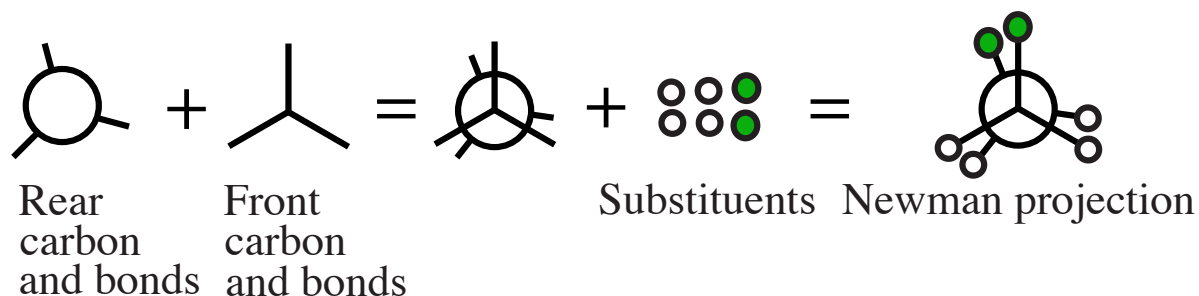 + = + =
Rear
carbon
and bonds
Front
carbon
and bonds
Substituents
Newman projection